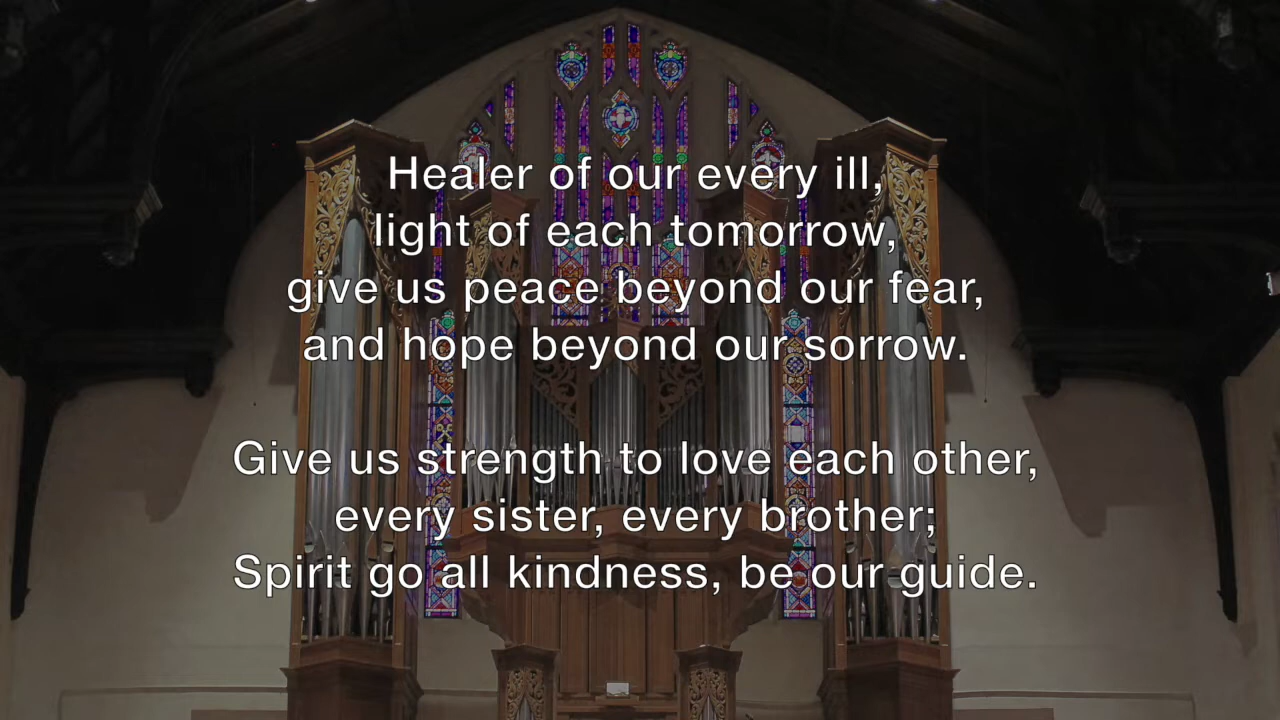 Healer of our every ill,
light of each tomorrow,
give us peace beyond our fear,
and hope beyond our sorrow.
Give us strength to love each other,
every sister, every brother;
Spirit go all kindness, be our guide.